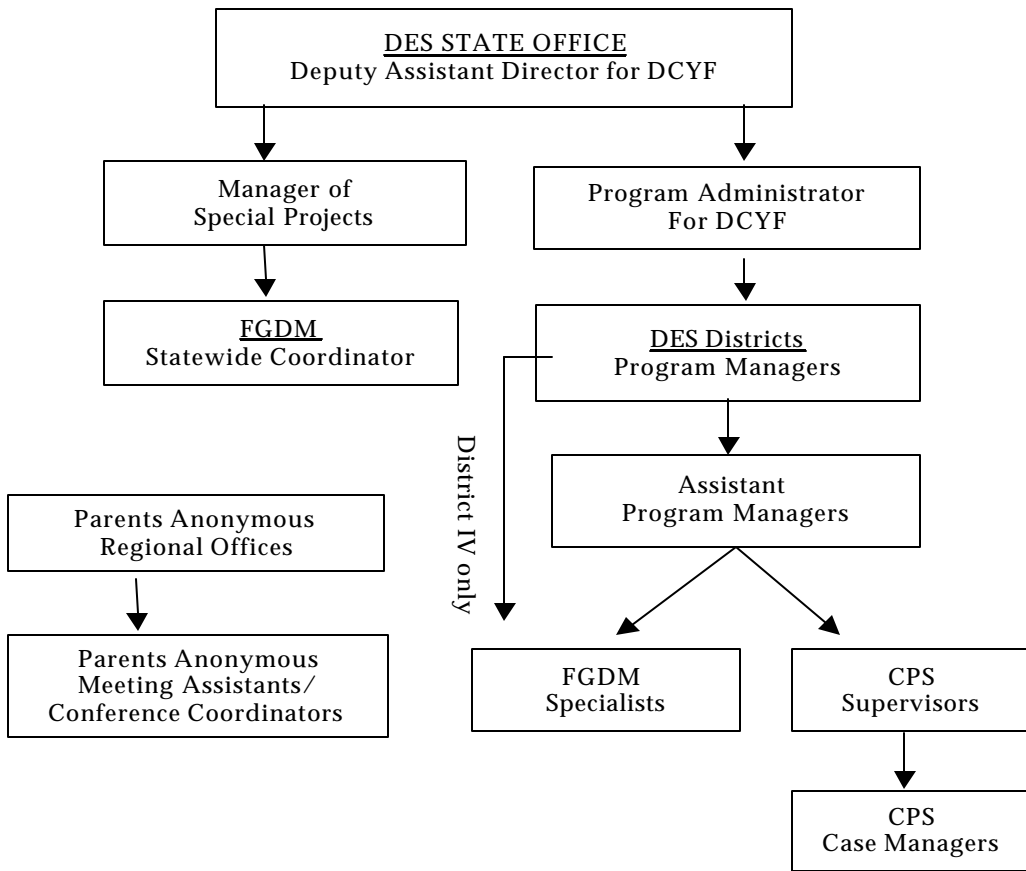 DES STATE OFFICE
Deputy Assistant Director for DCYF
Manager of
Special Projects
Program Administrator
For DCYF
FGDM
Statewide Coordinator
DES Districts
Program Managers
District IV only
Assistant
Program Managers
Parents Anonymous
Regional Offices
Parents Anonymous
Meeting Assistants/
Conference Coordinators
FGDM
Specialists
CPS
Supervisors
CPS
Case Managers